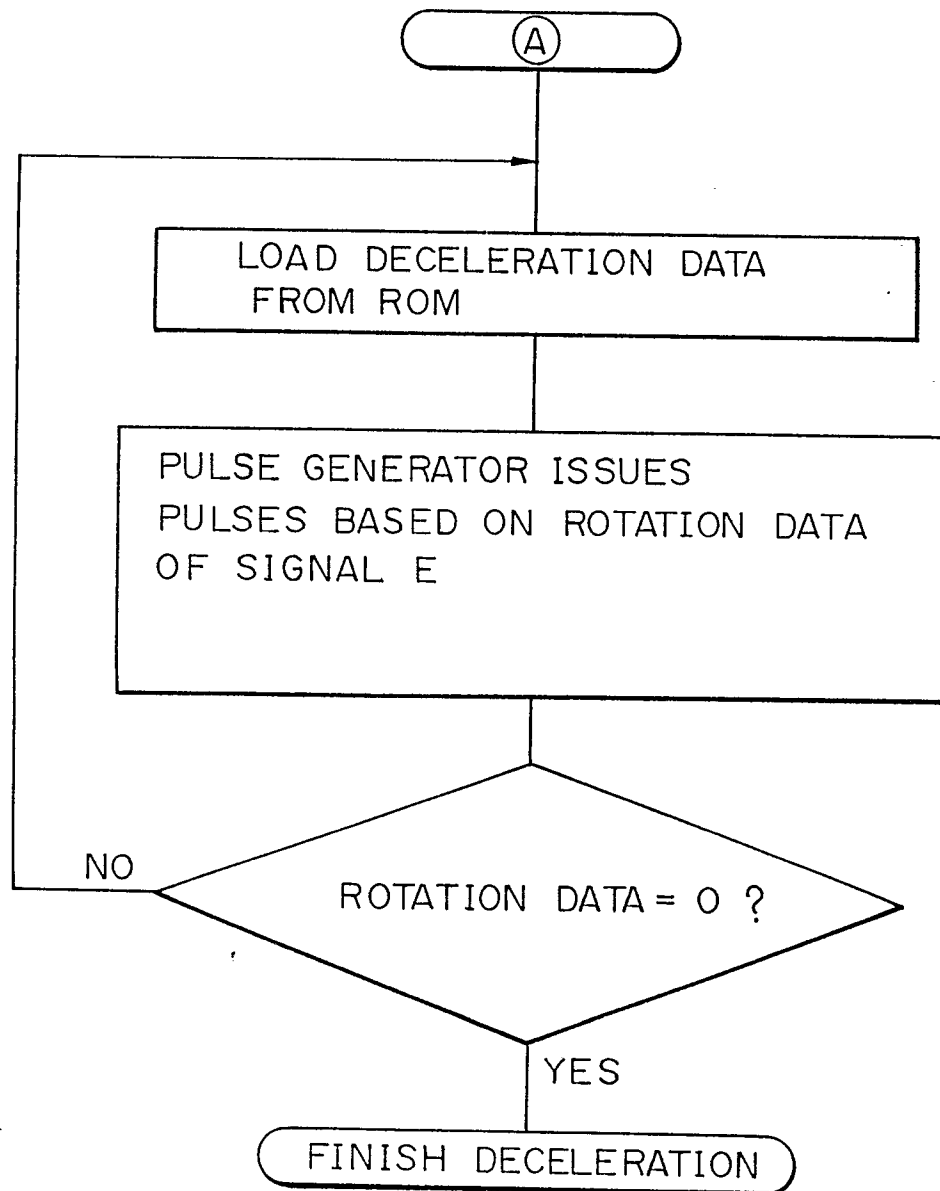 A
LOAD DECELERATION DATA
FROM ROM
PULSE GENERATOR ISSUES
PULSES BASED ON ROTATION DATA
OF SIGNAL E
NO
ROTATION DATA = 0 ?
YES
FINISH DECELERATION